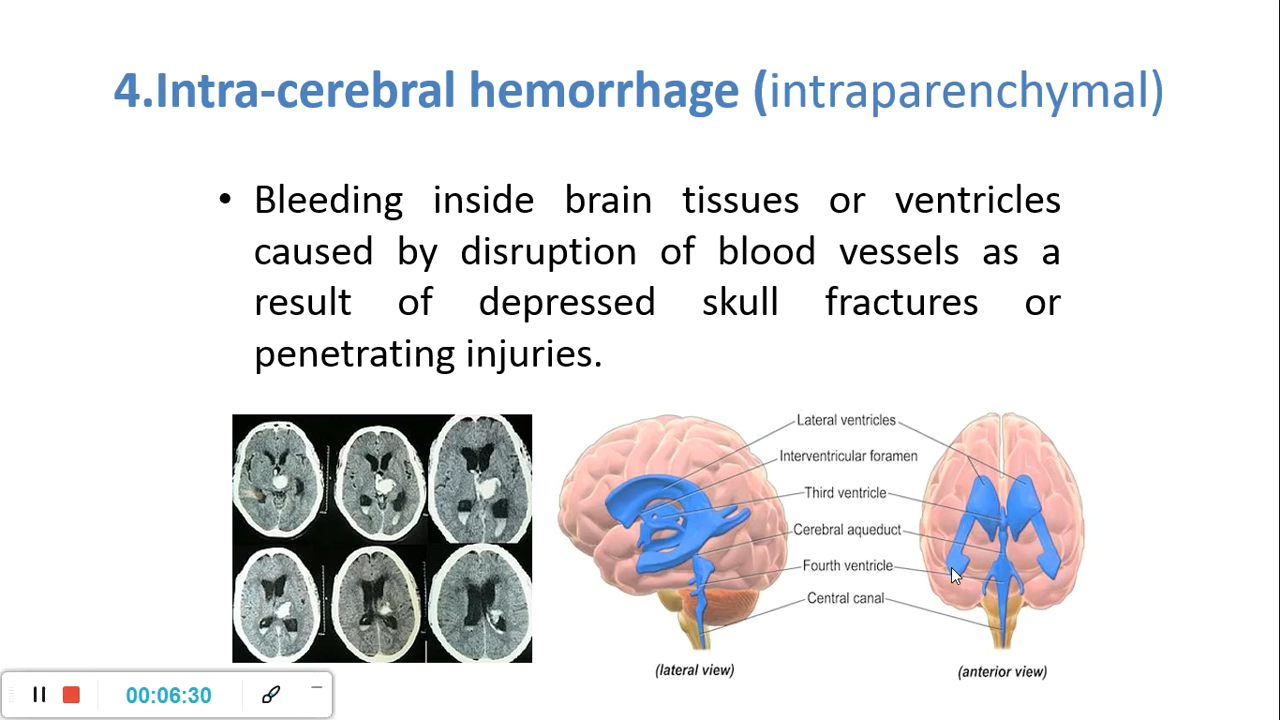 4.Intra-cerebral hemorrhage (intraparenchymal)
• Bleeding inside brain tissues or ventricles
caused by disruption of blood vessels as a
result of depressed skull fractures or
penetrating injuries.
Lateral ventricles
Interventricular foramen
Third ventricle
Cerebral aqueduct
Fourth ventricle
Central canal
(lateral view)
(anterior view)
00:06:30